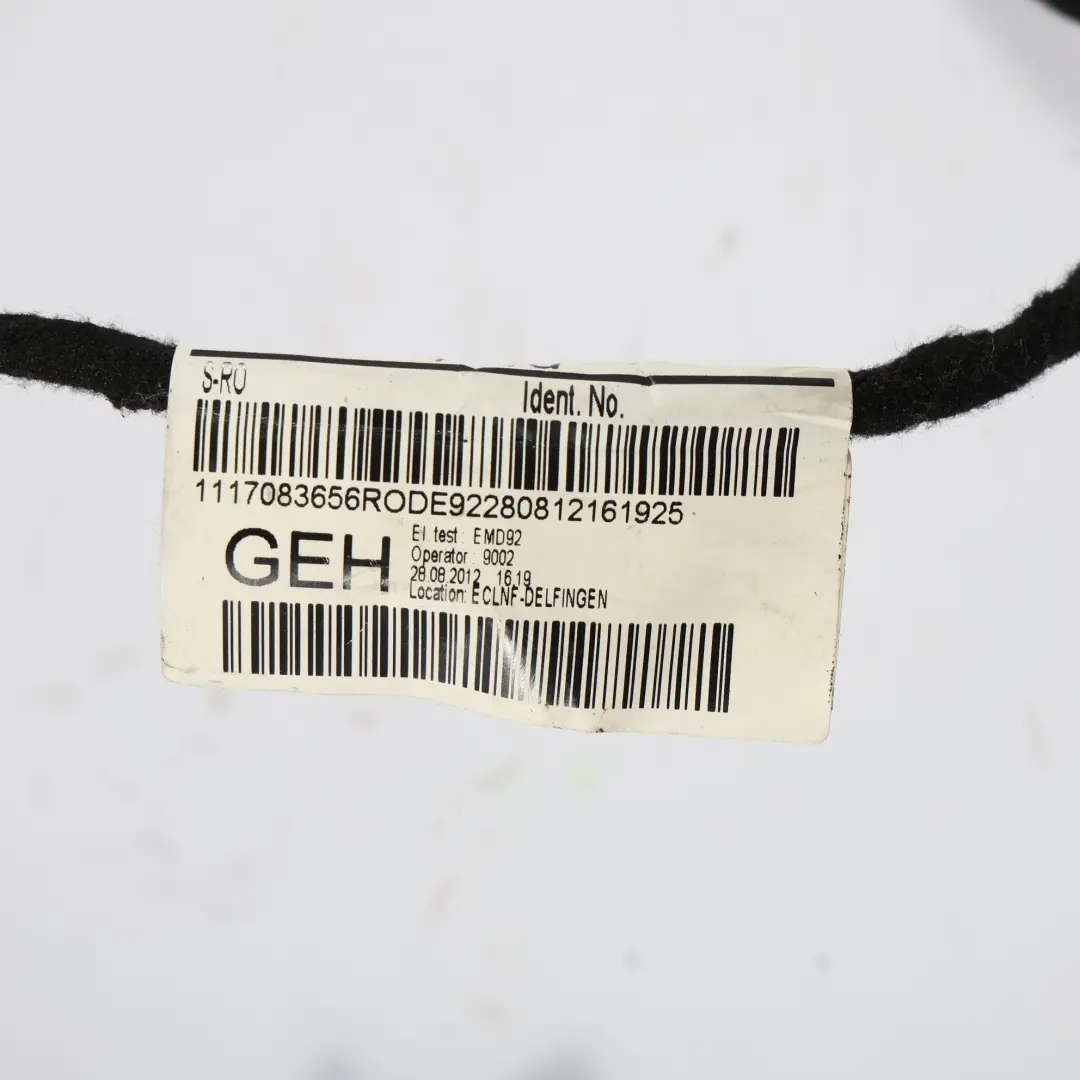 S-RO
Ident. No.
1117083656RODE92280812161925
GEH
El. test : EMD92
Operator : 9002
28.08.2012 16:19
Location: ECLNF-DELFINGEN